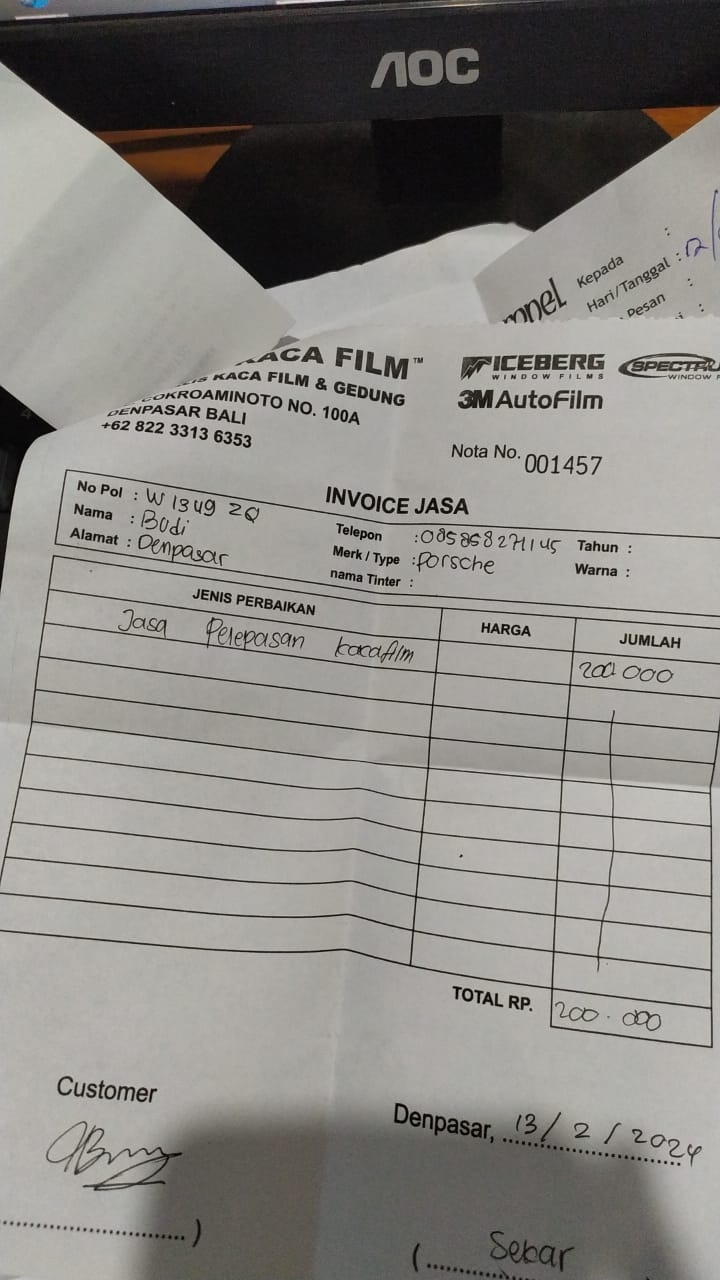 AOC
Kepada :
Hari/Tanggal : 12/
Pesan :
KACA FILM™
KACA FILM & GEDUNG
COKROAMINOTO NO. 100A
DENPASAR BALI
+62 822 3313 6353
ICEBERG
WINDOW FILMS
SPECTRU
WINDOW F
3M AutoFilm
Nota No. 001457
INVOICE JASA
No Pol : W 1349 ZQ
Nama : Budi
Alamat : Denpasar
Telepon : 085868271145
Merk / Type : Porsche
nama Tinter :
Tahun :
Warna :
JENIS PERBAIKAN HARGA JUMLAH
Jasa Pelepasan kacafilm 200.000
TOTAL RP. 200.000
Customer
Denpasar, 13/2/2024
..............................)
(.......... Sebar